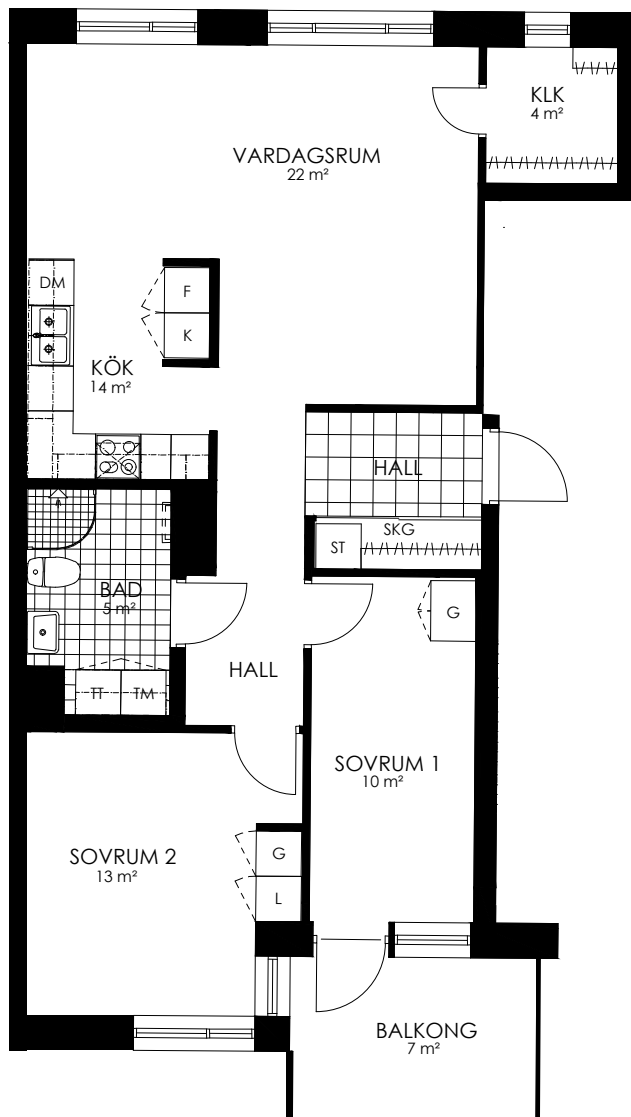 KLK
4 m²
VARDAGSRUM
22 m²
DM
F
K
KÖK
14 m²
HALL
SKG
ST
BAD
5 m²
G
TT
TM
HALL
SOVRUM 1
10 m²
SOVRUM 2
13 m²
G
L
BALKONG
7 m²